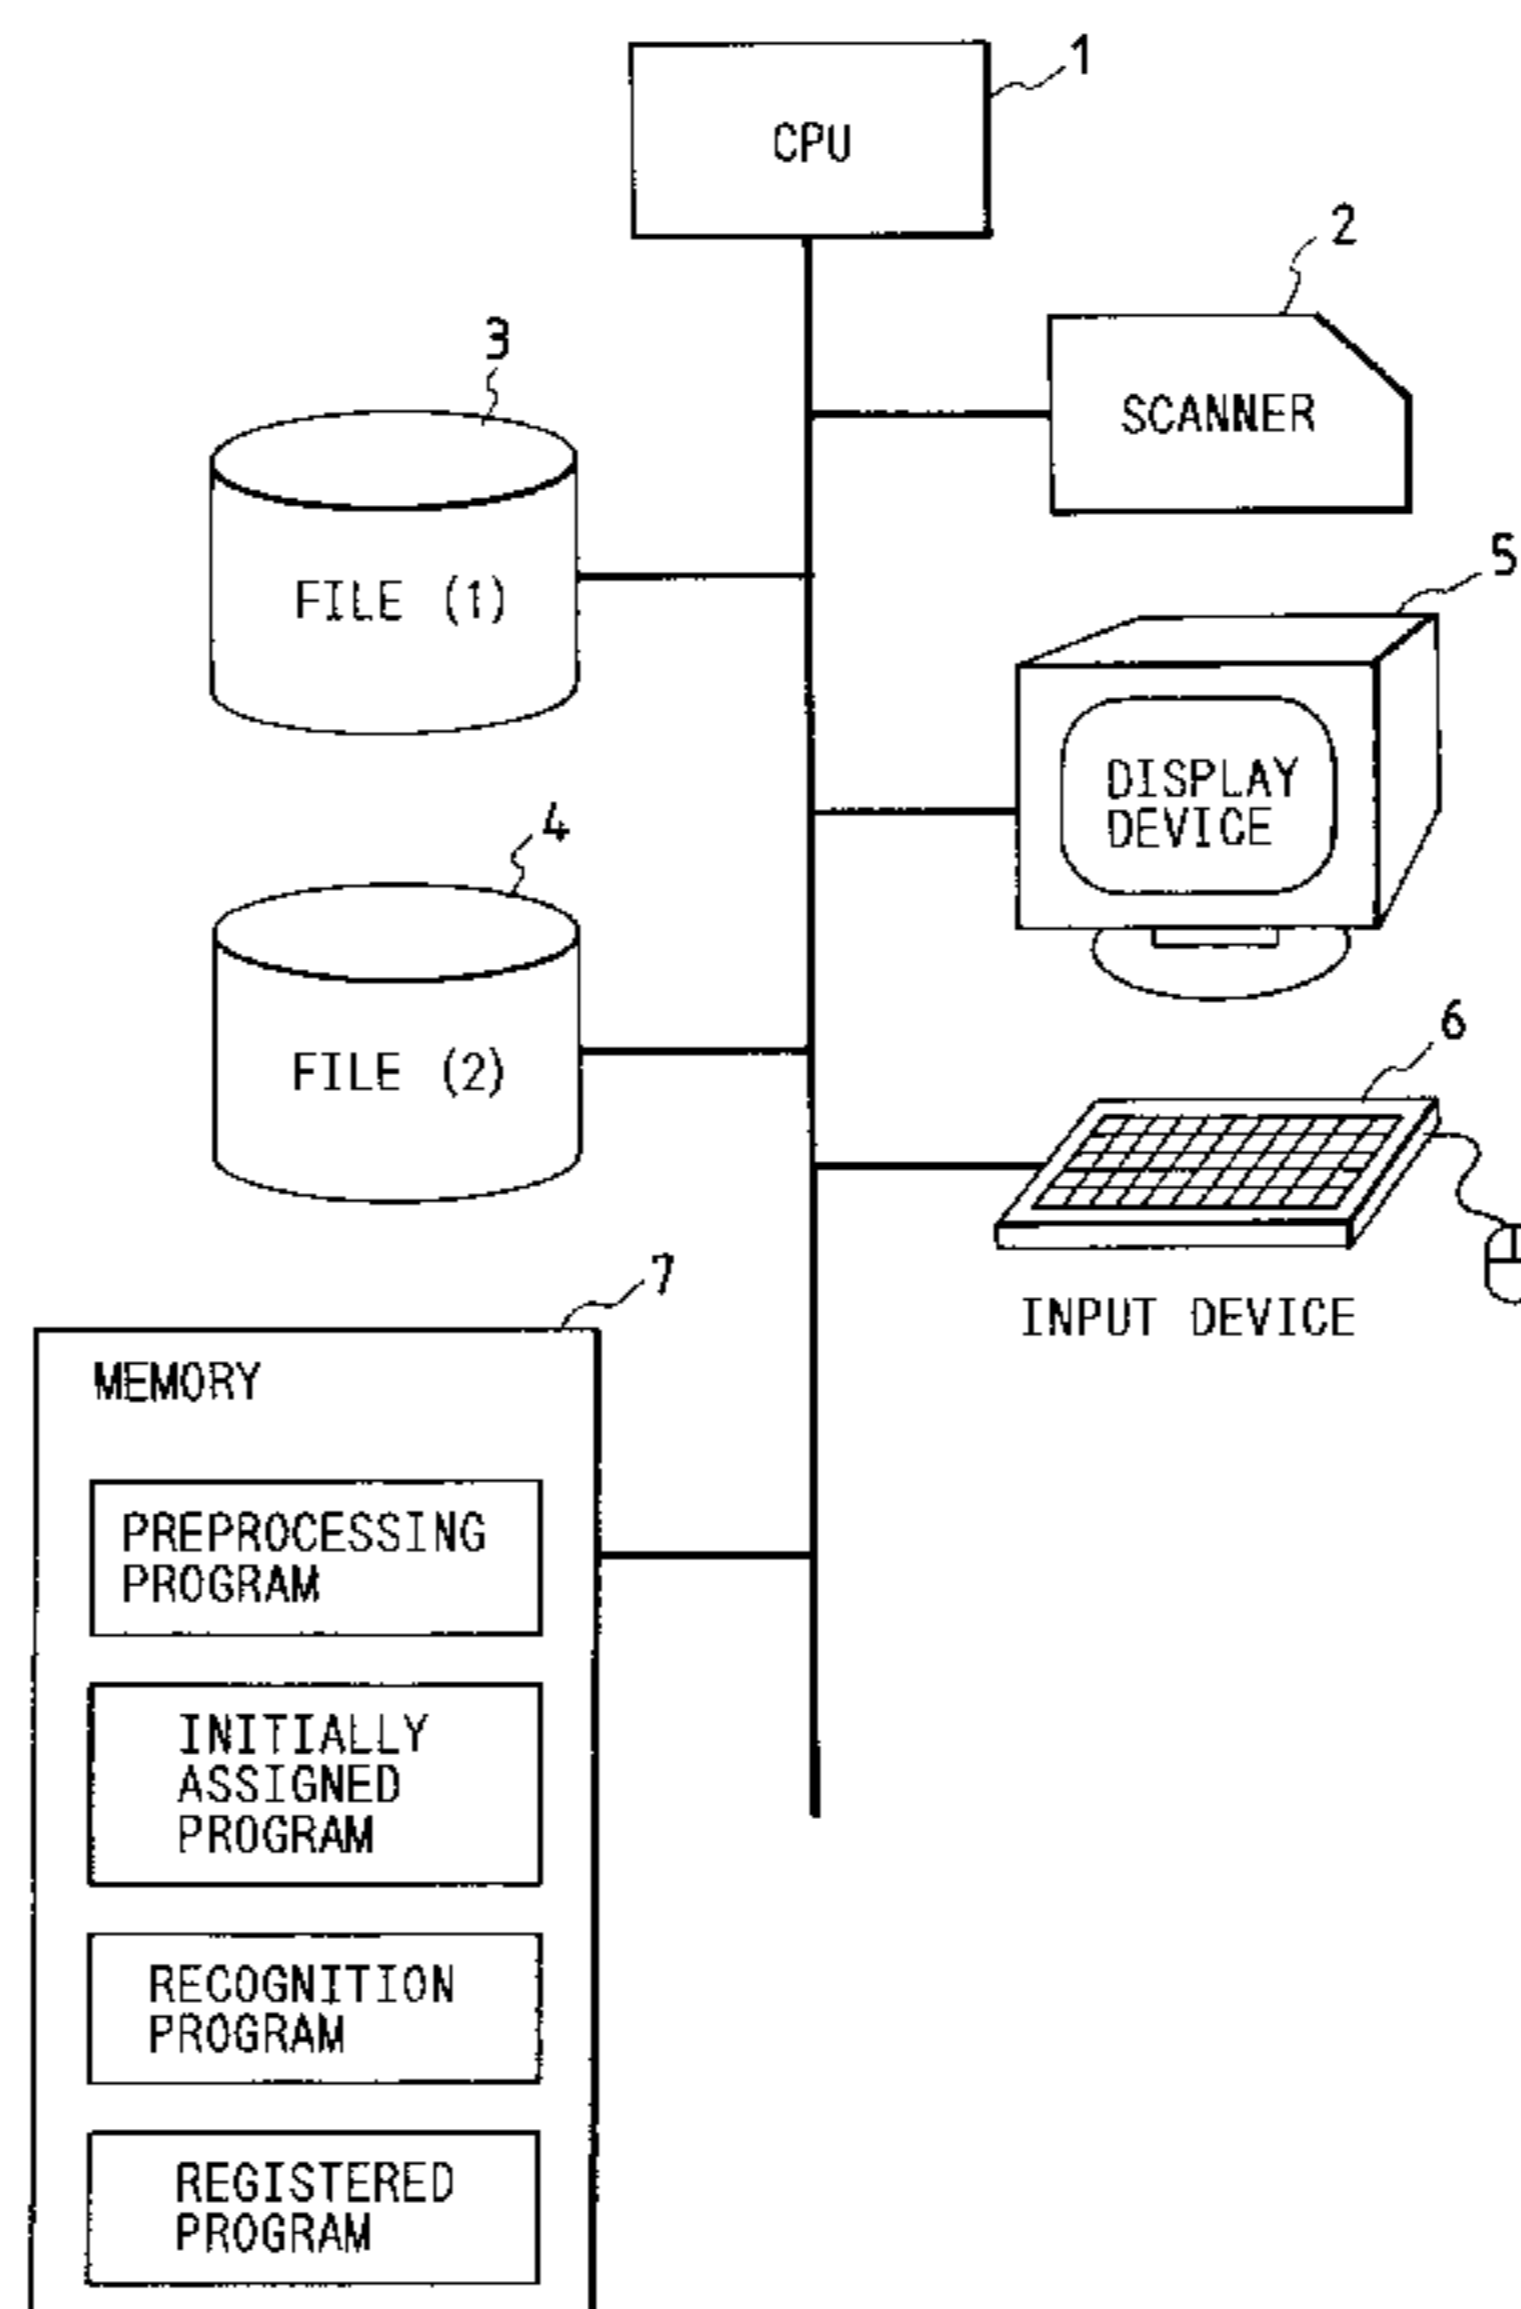 1
CPU
2
SCANNER
3
FILE (1)
5
DISPLAY
DEVICE
4
FILE (2)
6
INPUT DEVICE
7
MEMORY
PREPROCESSING
PROGRAM
INITIALLY
ASSIGNED
PROGRAM
RECOGNITION
PROGRAM
REGISTERED
PROGRAM